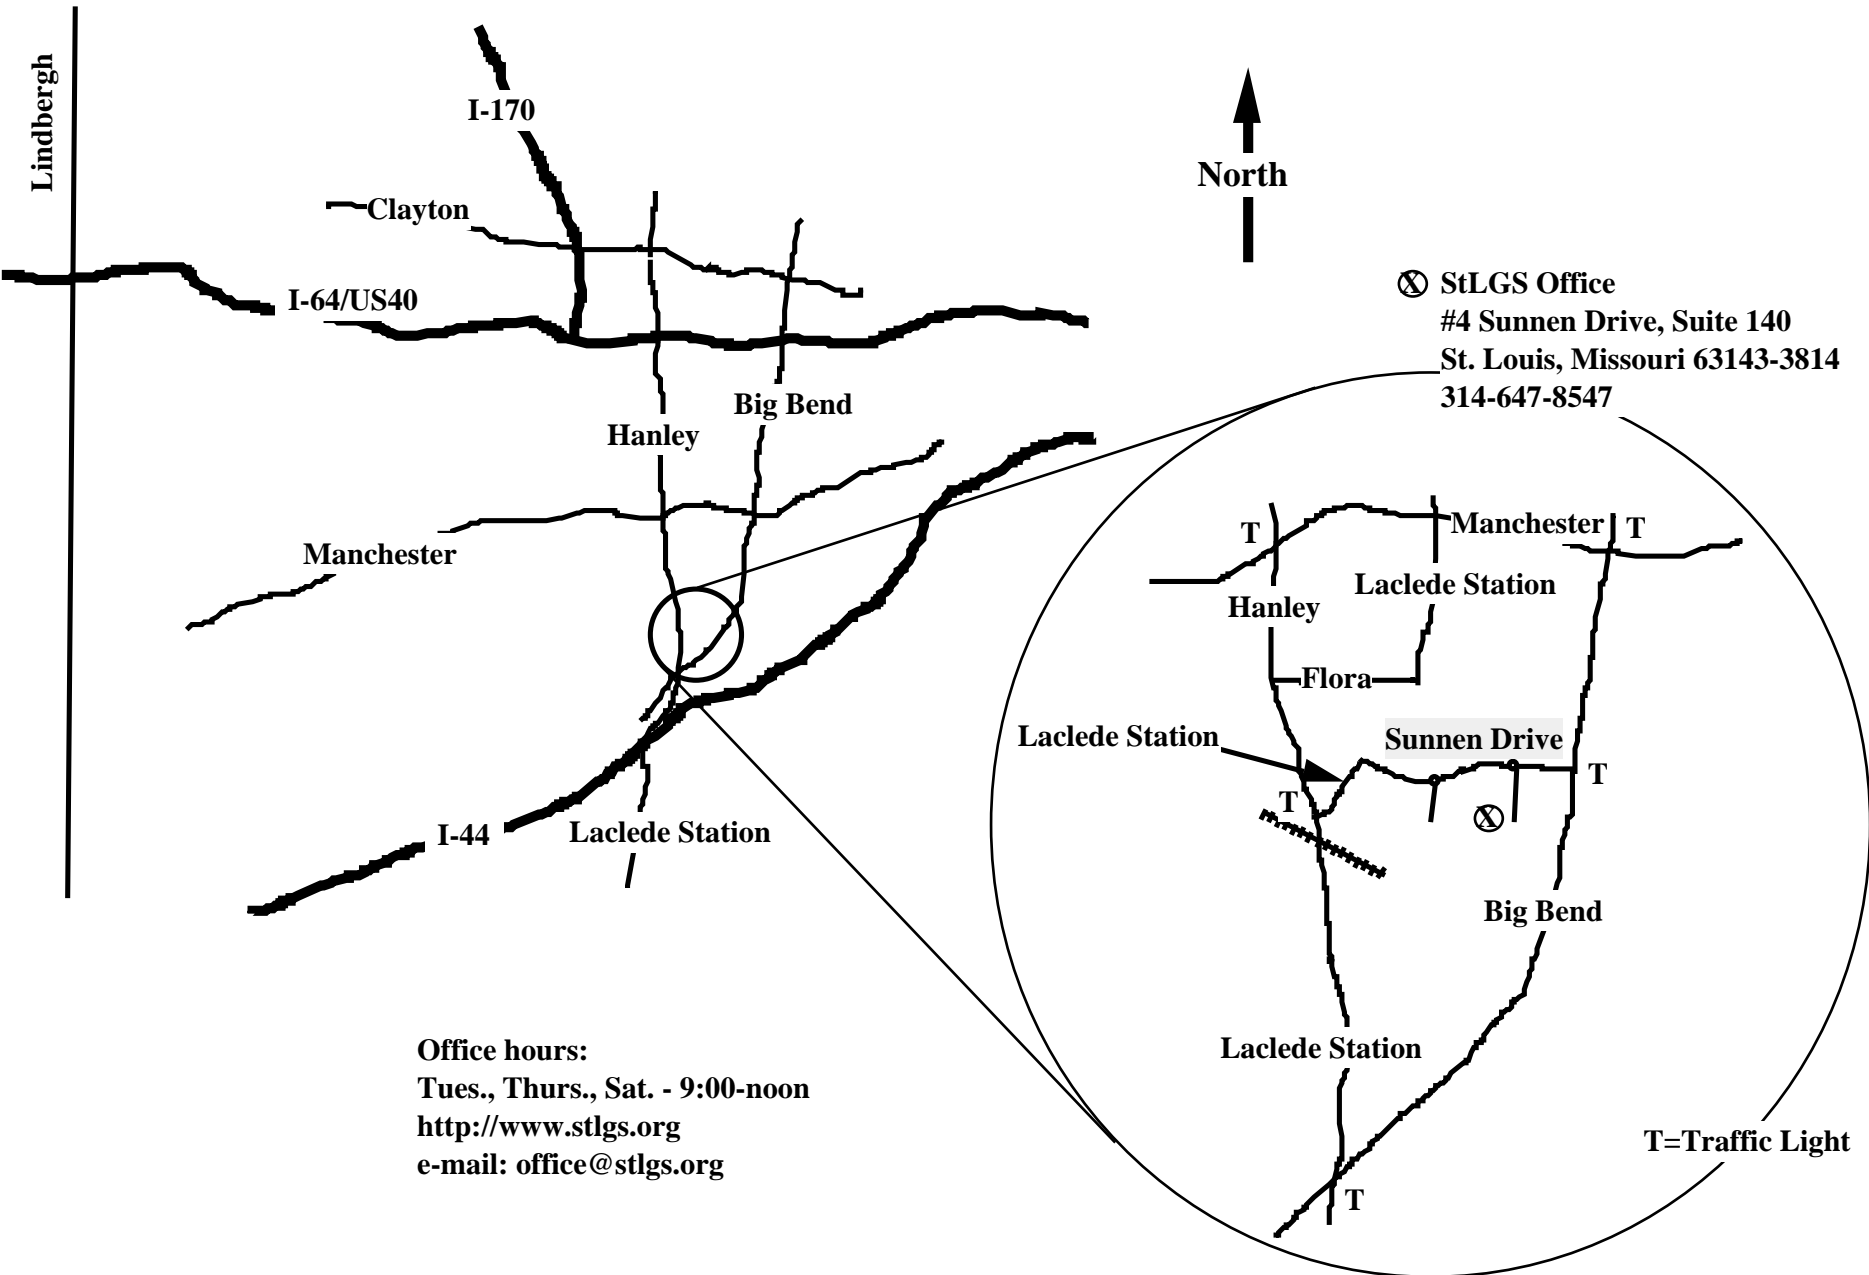 Lindbergh
I-170
Clayton
I-64/US40
Big Bend
Hanley
Manchester
I-44
Laclede Station
North
Ⓧ StLGS Office
#4 Sunnen Drive, Suite 140
St. Louis, Missouri 63143-3814
314-647-8547
T
Manchester
T
Laclede Station
Hanley
Flora
Laclede Station
Sunnen Drive
T
T
Ⓧ
Big Bend
Laclede Station
T
T=Traffic Light
Office hours:
Tues., Thurs., Sat. - 9:00-noon
http://www.stlgs.org
e-mail: office@stlgs.org